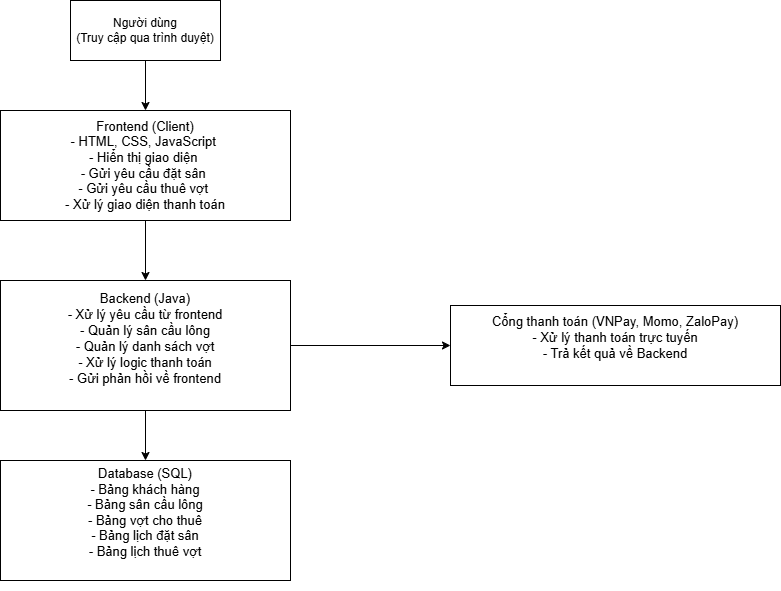 Người dùng
(Truy cập qua trình duyệt)
Frontend (Client)
- HTML, CSS, JavaScript
- Hiển thị giao diện
- Gửi yêu cầu đặt sân
- Gửi yêu cầu thuê vợt
- Xử lý giao diện thanh toán
Backend (Java)
- Xử lý yêu cầu từ frontend
- Quản lý sân cầu lông
- Quản lý danh sách vợt
- Xử lý logic thanh toán
- Gửi phản hồi về frontend
Cổng thanh toán (VNPay, Momo, ZaloPay)
- Xử lý thanh toán trực tuyến
- Trả kết quả về Backend
Database (SQL)
- Bảng khách hàng
- Bảng sân cầu lông
- Bảng vợt cho thuê
- Bảng lịch đặt sân
- Bảng lịch thuê vợt